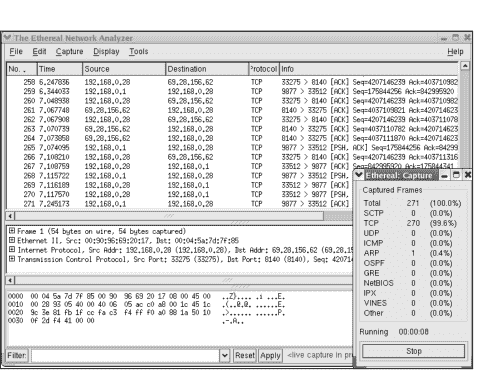 The Ethereal Network Analyzer
File Edit Capture Display Tools Help
No. . Time Source Destination Protocol Info
258 6.247836 192.168.0.28 69.28.156.62 TCP 33275 > 8140 [ACK] Seq=4207146239 Ack=403710982
259 6.344033 192.168.0.1 192.168.0.28 TCP 9877 > 33512 [ACK] Seq=175844256 Ack=842995920
260 7.048938 192.168.0.28 69.28.156.62 TCP 33275 > 8140 [ACK] Seq=4207146239 Ack=403710982
261 7.067748 69.28.156.62 192.168.0.28 TCP 8140 > 33275 [ACK] Seq=403709821 Ack=420714623
262 7.067908 192.168.0.28 69.28.156.62 TCP 33275 > 8140 [ACK] Seq=4207146239 Ack=403711078
263 7.070739 69.28.156.62 192.168.0.28 TCP 8140 > 33275 [ACK] Seq=403710782 Ack=420714623
264 7.073858 69.28.156.62 192.168.0.28 TCP 8140 > 33275 [ACK] Seq=403711870 Ack=420714623
265 7.074095 192.168.0.1 192.168.0.28 TCP 9877 > 33512 [PSH, ACK] Seq=175844256 Ack=84299
266 7.108210 192.168.0.28 69.28.156.62 TCP 33275 > 8140 [ACK] Seq=4207146239 Ack=403711316
267 7.108759 192.168.0.28 192.168.0.1 TCP 33512 > 9877 [ACK] Seq=842995920 Ack=175844341
268 7.115722 192.168.0.1 192.168.0.28 TCP 9877 > 33512 [PSH,
269 7.116189 192.168.0.28 192.168.0.1 TCP 33512 > 9877 [ACK]
270 7.117570 192.168.0.28 192.168.0.1 TCP 33512 > 9877 [PSH,
271 7.245173 192.168.0.1 192.168.0.28 TCP 9877 > 33512 [ACK]
Frame 1 (54 bytes on wire, 54 bytes captured)
Ethernet II, Src: 00:90:96:69:20:17, Dst: 00:04:5a:7d:7f:85
Internet Protocol, Src Addr: 192.168.0.28 (192.168.0.28), Dst Addr: 69.28.156.62 (69.28.15
Transmission Control Protocol, Src Port: 33275 (33275), Dst Port: 8140 (8140), Seq: 42071
0000 00 04 5a 7d 7f 85 00 90 96 69 20 17 08 00 45 00 ..Z}.... .i ...E.
0010 00 28 93 05 40 00 40 06 05 ac c0 a8 00 1c 45 1c .(..@.@. ......E.
0020 9c 3e 81 fb 1f cc fa c3 f4 ff f0 a0 88 1a 50 10 .>...... ......P.
0030 0f 2d f4 41 00 00 .-.A..
Filter: Reset Apply <live capture in pr
Ethereal: Capture
Captured Frames
Total 271 (100.0%)
SCTP 0 (0.0%)
TCP 270 (99.6%)
UDP 0 (0.0%)
ICMP 0 (0.0%)
ARP 1 (0.4%)
OSPF 0 (0.0%)
GRE 0 (0.0%)
NetBIOS 0 (0.0%)
IPX 0 (0.0%)
VINES 0 (0.0%)
Other 0 (0.0%)
Running 00:00:08
Stop